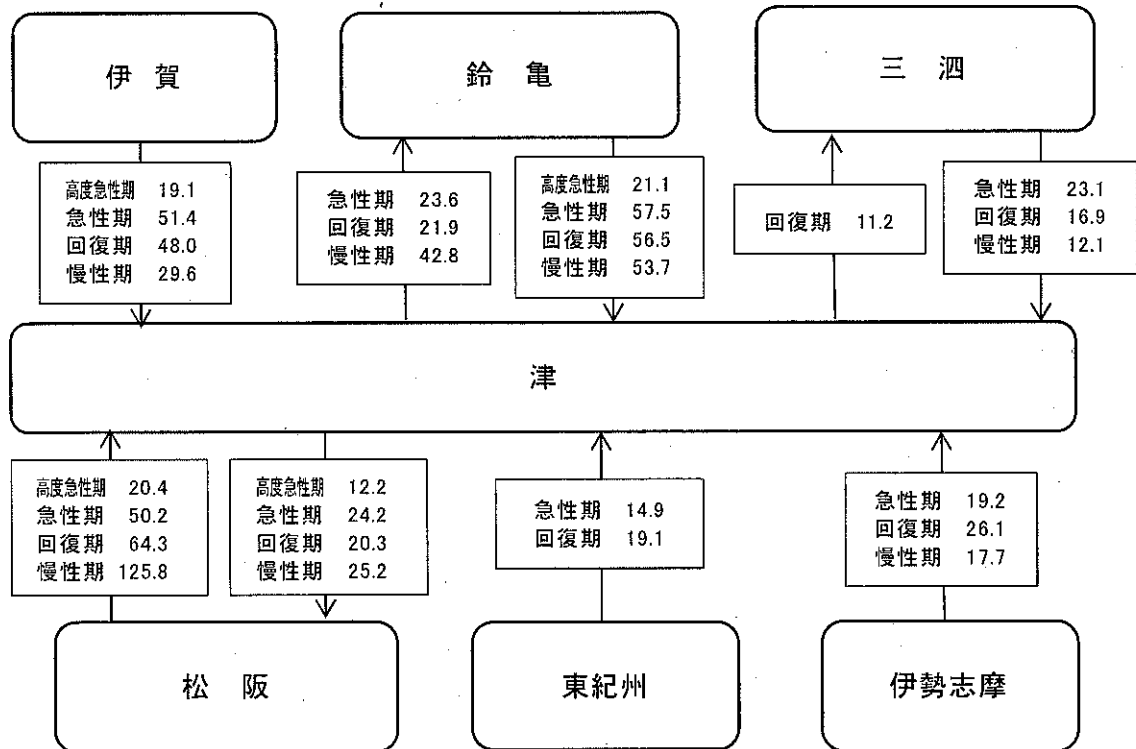 伊賀
鈴亀
三泗
高度急性期 19.1
急性期 51.4
回復期 48.0
慢性期 29.6
急性期 23.6
回復期 21.9
慢性期 42.8
高度急性期 21.1
急性期 57.5
回復期 56.5
慢性期 53.7
回復期 11.2
急性期 23.1
回復期 16.9
慢性期 12.1
津
高度急性期 20.4
急性期 50.2
回復期 64.3
慢性期 125.8
高度急性期 12.2
急性期 24.2
回復期 20.3
慢性期 25.2
急性期 14.9
回復期 19.1
急性期 19.2
回復期 26.1
慢性期 17.7
松阪
東紀州
伊勢志摩